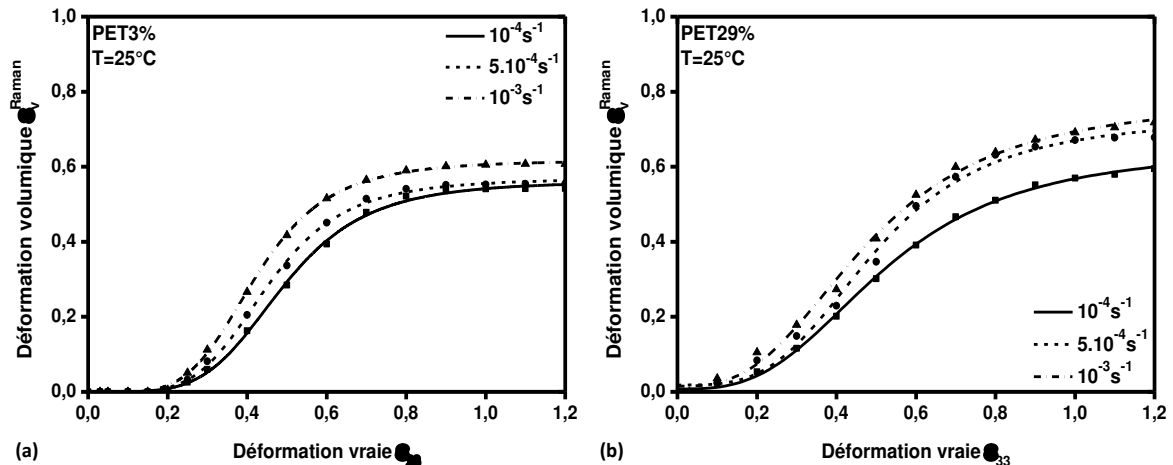 PET3%
T=25°C
10⁻⁴s⁻¹
5.10⁻⁴s⁻¹
10⁻³s⁻¹
Déformation volumique
Raman
v
1,0
0,8
0,6
0,4
0,2
0,0
0,0 0,2 0,4 0,6 0,8 1,0 1,2
Déformation vraie
(a)
PET29%
T=25°C
10⁻⁴s⁻¹
5.10⁻⁴s⁻¹
10⁻³s⁻¹
Déformation volumique
Raman
v
1,0
0,8
0,6
0,4
0,2
0,0
0,0 0,2 0,4 0,6 0,8 1,0 1,2
Déformation vraie
33
(b)